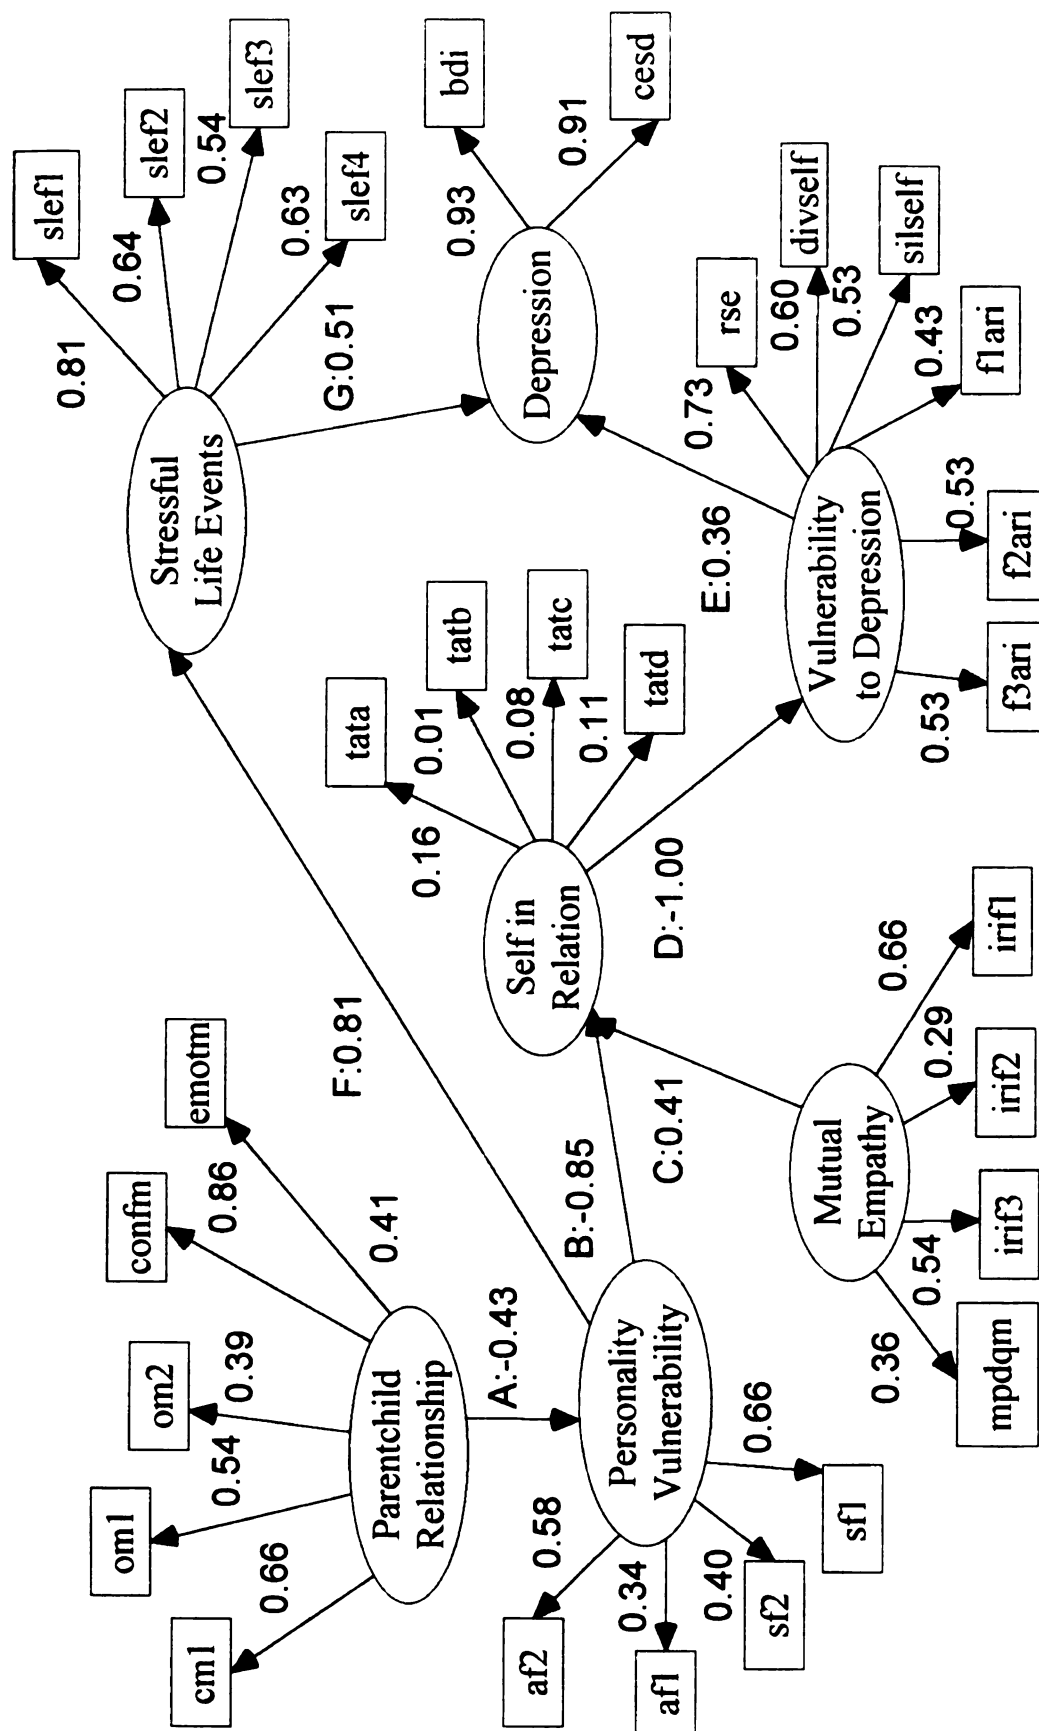 cm1
0.66
om1
0.54
om2
0.39
confm
0.86
emotm
0.41
Parentchild
Relationship
A:-0.43
F:0.81
Stressful
Life Events
0.81
slef1
0.64
slef2
0.54
slef3
0.63
slef4
G:0.51
af2
0.58
af1
0.34
sf2
0.40
sf1
0.66
Personality
Vulnerability
B:-0.85
C:0.41
Self in
Relation
0.16
tata
0.01
tatb
0.08
tatc
0.11
tatd
D:-1.00
Depression
0.93
bdi
0.91
cesd
E:0.36
Mutual
Empathy
0.36
mpdqm
0.54
irif3
0.29
irif2
0.66
irif1
Vulnerability
to Depression
0.73
rse
0.60
divself
0.53
silself
0.43
f1ari
0.53
f2ari
0.53
f3ari